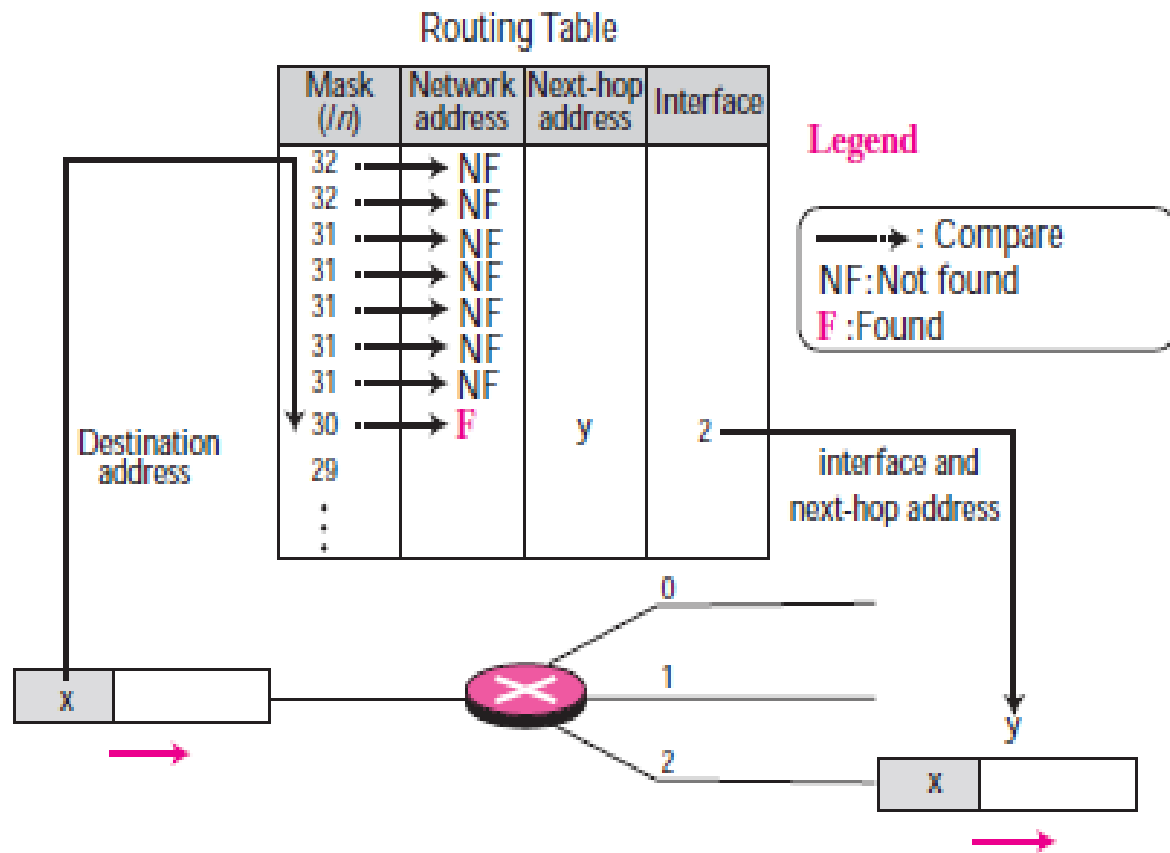 Routing Table
Mask (/n) Network address Next-hop address Interface
32 NF
32 NF
31 NF
31 NF
31 NF
31 NF
31 NF
30 F y 2
29
Legend
: Compare
NF:Not found
F :Found
Destination
address
interface and
next-hop address
0
1
2
x
y
x